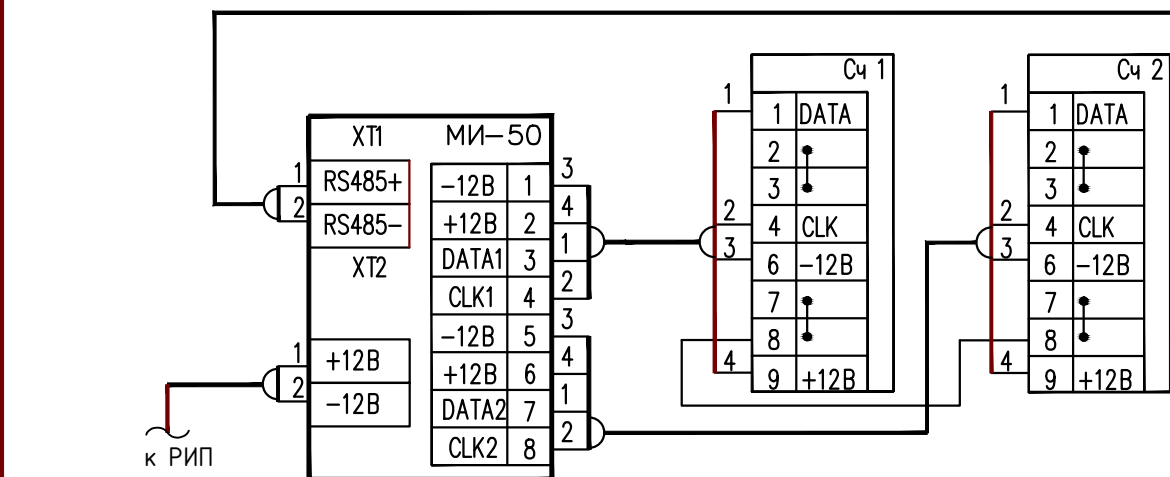 ХТ1
МИ-50
1
RS485+
2
RS485-
ХТ2
1
+12В
2
-12В
к РИП
-12В 1 3
+12В 2 4
DATA1 3 1
CLK1 4 2
-12В 5 3
+12В 6 4
DATA2 7 1
CLK2 8 2
Сч 1
1 1 DATA
2
3
2 4 CLK
3 6 -12В
7
8
4 9 +12В
Сч 2
1 1 DATA
2
3
2 4 CLK
3 6 -12В
7
8
4 9 +12В